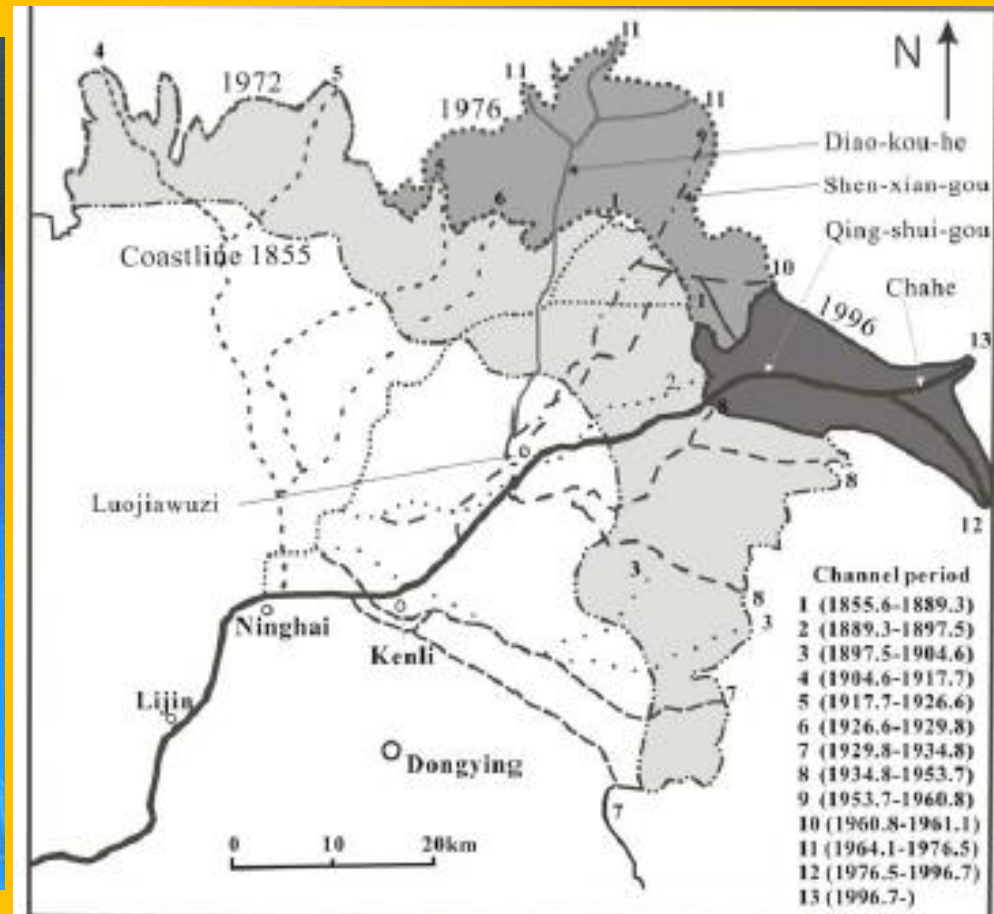 11
N
4
5
11
1972
1976
11
9
Diao-kou-he
6
1
Shen-xian-gou
Qing-shui-gou
Coastline 1855
10
Chahe
1
1996
13
2
8
8
Luojiawuzi
12
3
8
Ninghai
Kenli
3
7
Lijin
Dongying
7
0 10 20km
Channel period
1 (1855.6-1889.3)
2 (1889.3-1897.5)
3 (1897.5-1904.6)
4 (1904.6-1917.7)
5 (1917.7-1926.6)
6 (1926.6-1929.8)
7 (1929.8-1934.8)
8 (1934.8-1953.7)
9 (1953.7-1960.8)
10 (1960.8-1961.1)
11 (1964.1-1976.5)
12 (1976.5-1996.7)
13 (1996.7-)